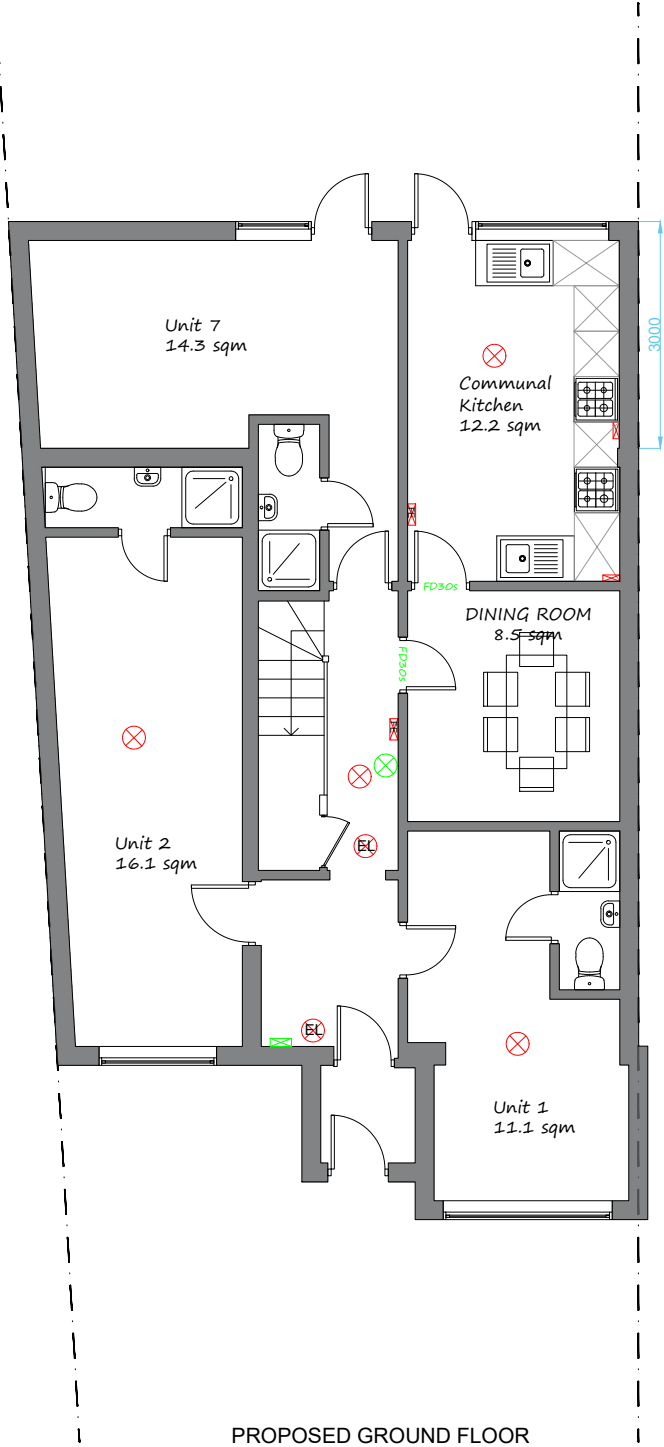 Unit 7
14.3 sqm
3000
Communal
Kitchen
12.2 sqm
FD30s
DINING ROOM
8.5 sqm
FD30s
Unit 2
16.1 sqm
EL
EL
Unit 1
11.1 sqm
PROPOSED GROUND FLOOR